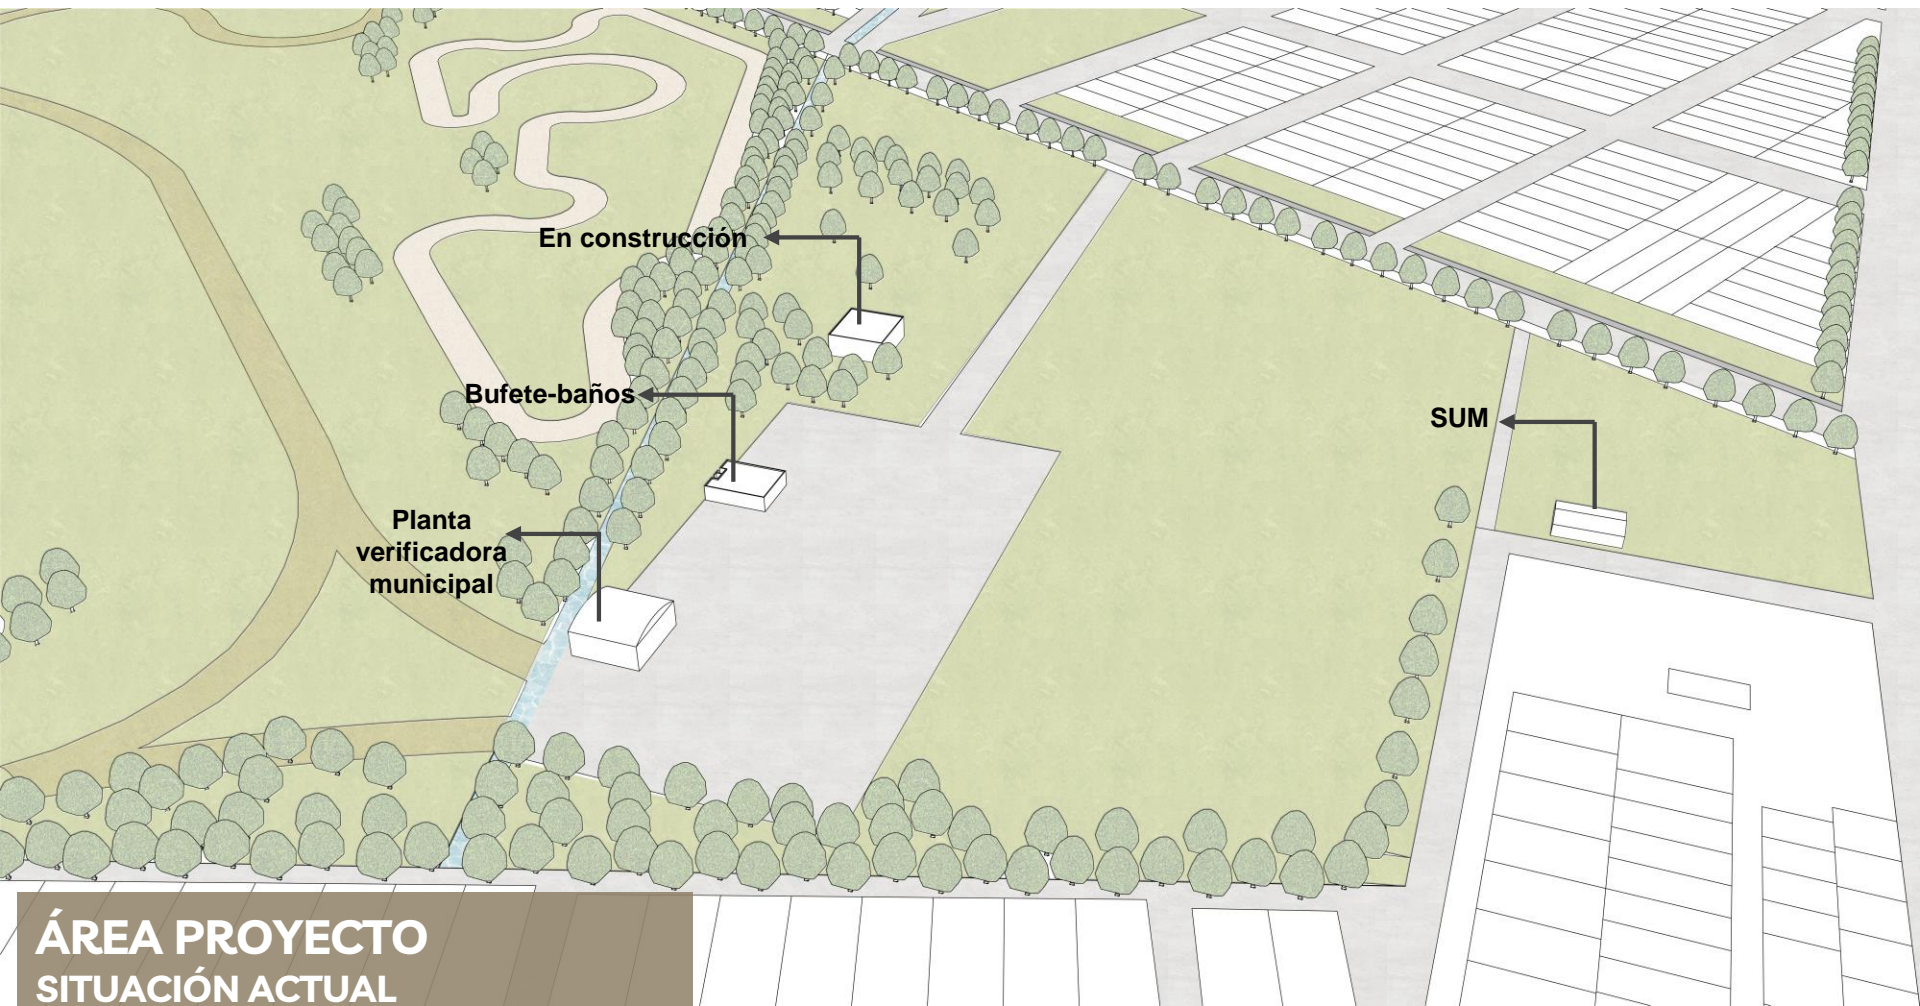 En construcción
Bufete-baños
SUM
Planta
verificadora
municipal
ÁREA PROYECTO
SITUACIÓN ACTUAL